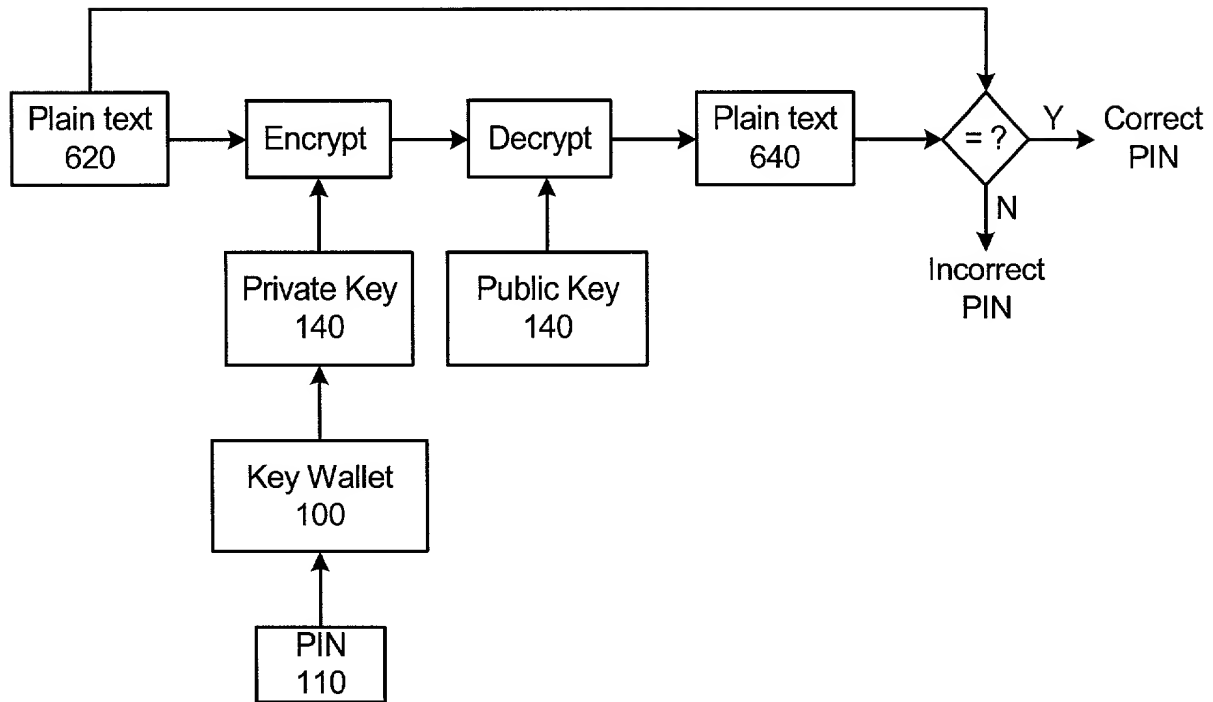 Plain text
620
Encrypt
Decrypt
Plain text
640
= ?
Y
Correct
PIN
N
Incorrect
PIN
Private Key
140
Public Key
140
Key Wallet
100
PIN
110